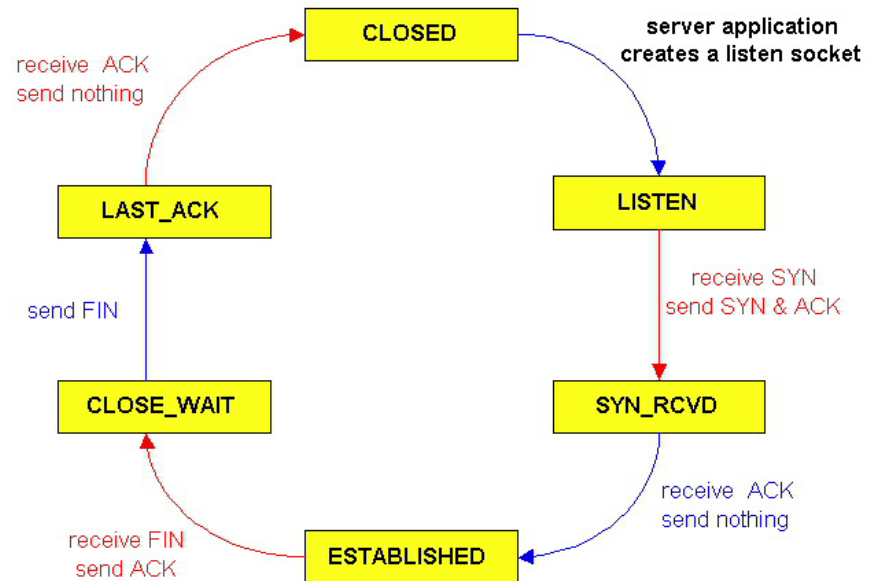 CLOSED
server application
creates a listen socket
receive ACK
send nothing
LAST_ACK
LISTEN
receive SYN
send SYN & ACK
send FIN
CLOSE_WAIT
SYN_RCVD
receive ACK
send nothing
receive FIN
send ACK
ESTABLISHED